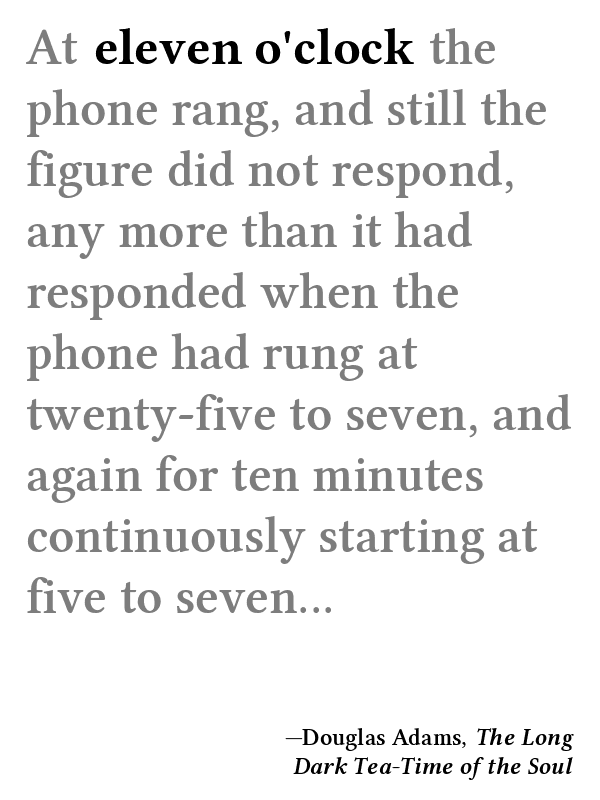 At eleven o'clock the
phone rang, and still the
figure did not respond,
any more than it had
responded when the
phone had rung at
twenty-five to seven, and
again for ten minutes
continuously starting at
five to seven...
—Douglas Adams, The Long
Dark Tea-Time of the Soul